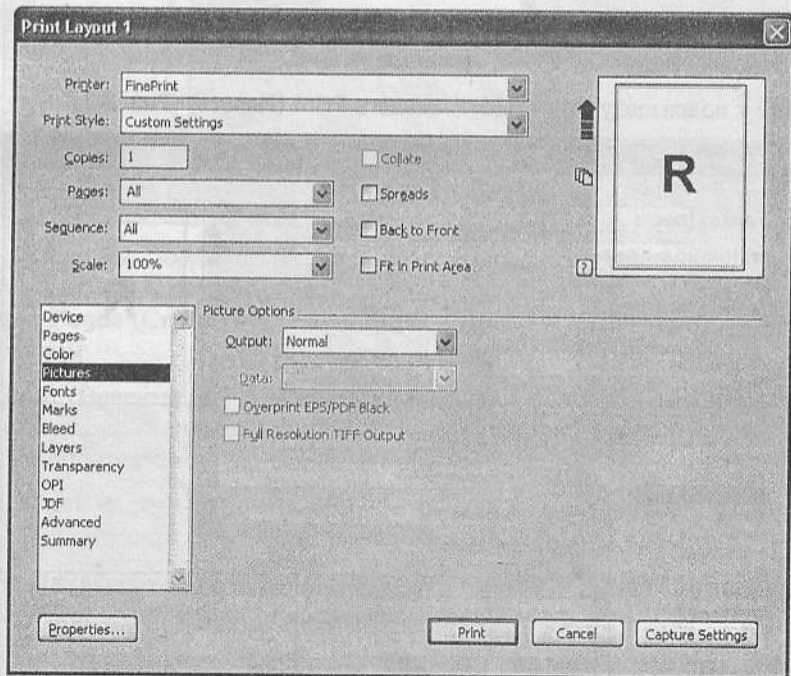 Print Layout 1
Printer: FinePrint
Print Style: Custom Settings
Copies: 1
Collate
Pages: All
Spreads
Sequence: All
Back to Front
Scale: 100%
Fit In Print Area
R
?
Device
Pages
Color
Pictures
Fonts
Marks
Bleed
Layers
Transparency
OPI
JDF
Advanced
Summary
Picture Options
Output: Normal
Data:
Overprint EPS/PDF Black
Full Resolution TIFF Output
Properties...
Print
Cancel
Capture Settings